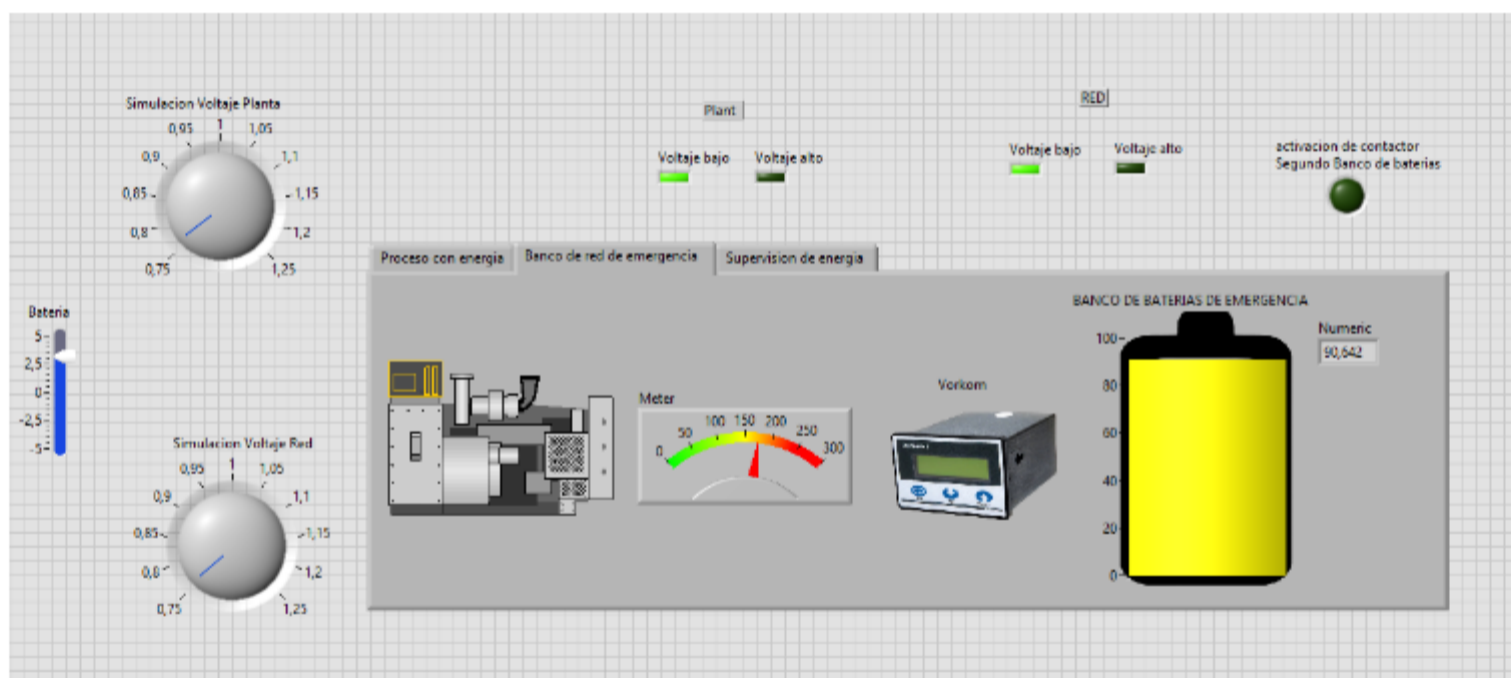 Simulacion Voltaje Planta
0,75
0,8
0,85
0,9
0,95
1
1,05
1,1
1,15
1,2
1,25
Plant
Voltaje bajo
Voltaje alto
RED
Voltaje bajo
Voltaje alto
activacion de contactor
Segundo Banco de baterias
Bateria
5
2,5
0
-2,5
-5
Simulacion Voltaje Red
0,75
0,8
0,85
0,9
0,95
1
1,05
1,1
1,15
1,2
1,25
Proceso con energia
Banco de red de emergencia
Supervision de energia
Meter
0
50
100
150
200
250
300
Vorkom
BANCO DE BATERIAS DE EMERGENCIA
100
80
60
40
20
0
Numeric
90,642